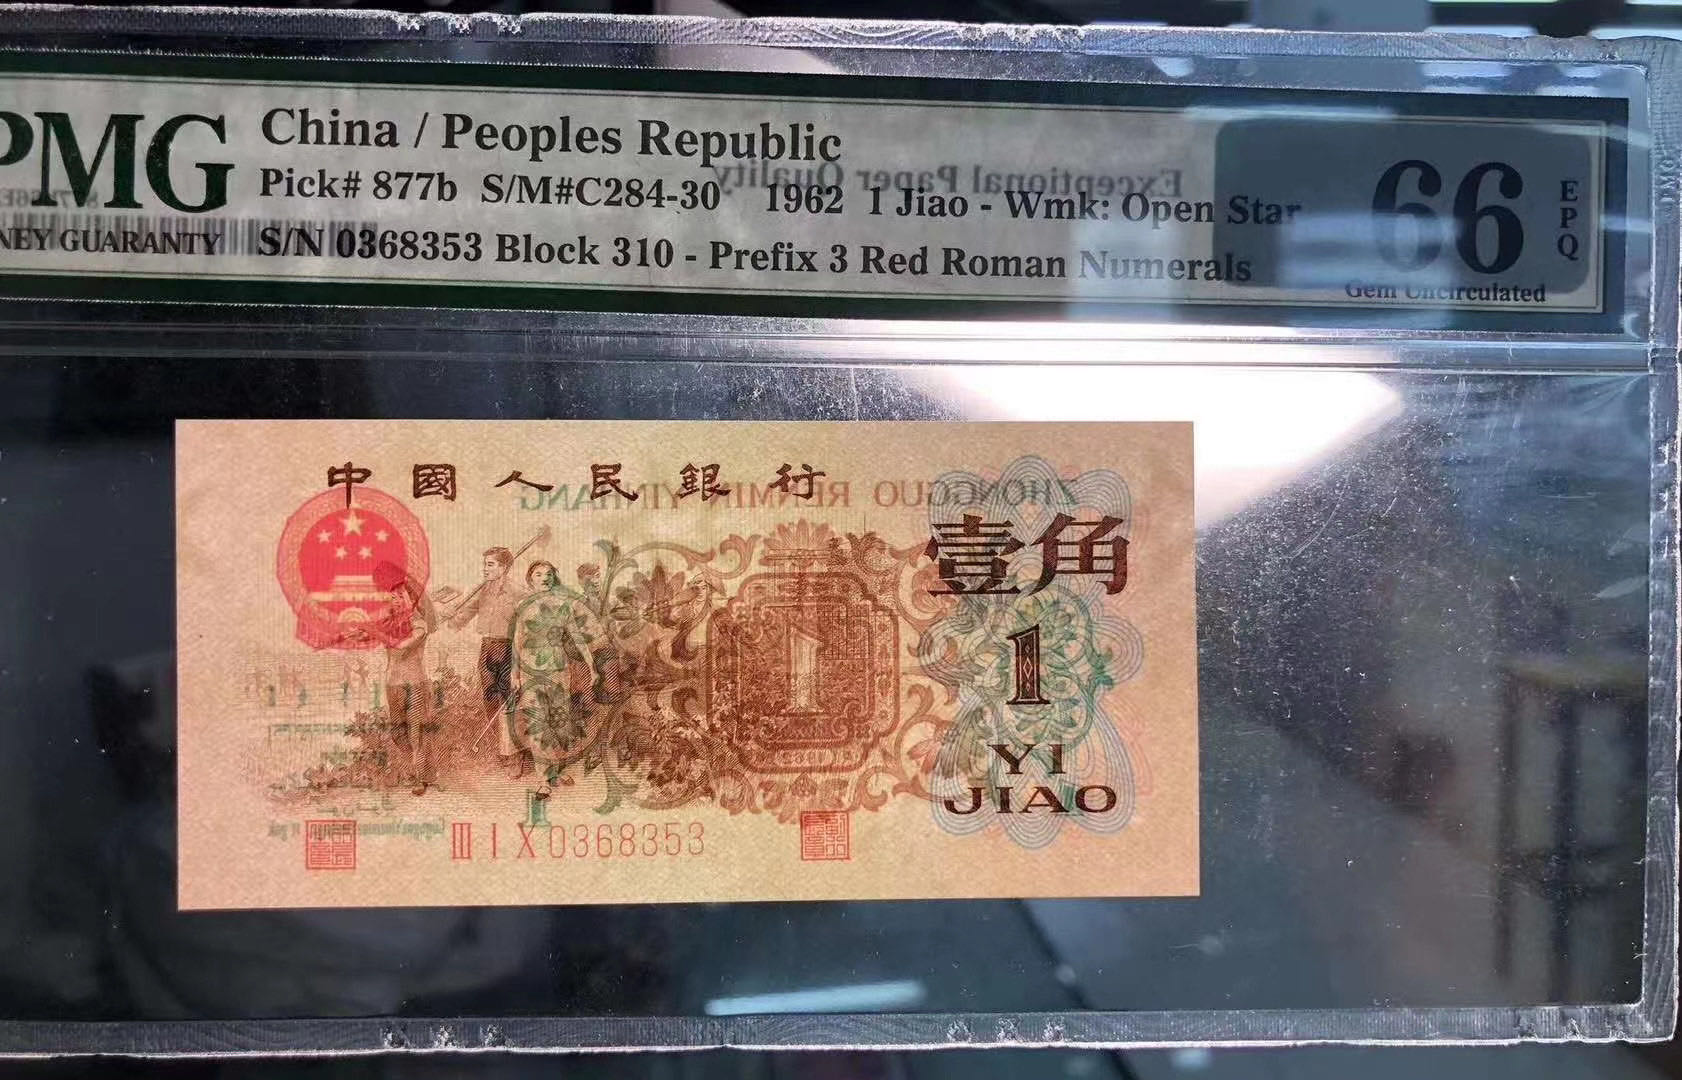 PMG
China / Peoples Republic
Pick# 877b S/M#C284-30 1962 1 Jiao - Wmk: Open Star
NEY GUARANTY S/N 0368353 Block 310 - Prefix 3 Red Roman Numerals
66
EPQ
Gem Uncirculated
Exceptional Paper Quality
中國人民銀行
ZHONGGUO RENMIN YINHANG
壹角
1
1
YI
JIAO
1962
III I X 0368353